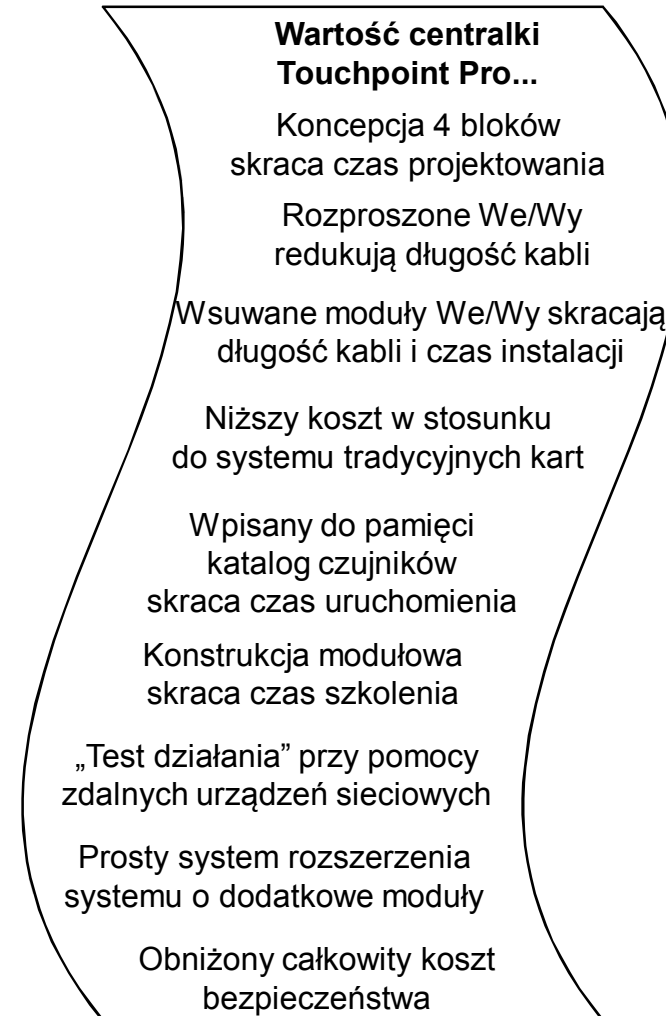 Wartość centralki
Touchpoint Pro...
Koncepcja 4 bloków
skraca czas projektowania
Rozproszone We/Wy
redukują długość kabli
Wsuwane moduły We/Wy skracają
długość kabli i czas instalacji
Niższy koszt w stosunku
do systemu tradycyjnych kart
Wpisany do pamięci
katalog czujników
skraca czas uruchomienia
Konstrukcja modułowa
skraca czas szkolenia
„Test działania” przy pomocy
zdalnych urządzeń sieciowych
Prosty system rozszerzenia
systemu o dodatkowe moduły
Obniżony całkowity koszt
bezpieczeństwa